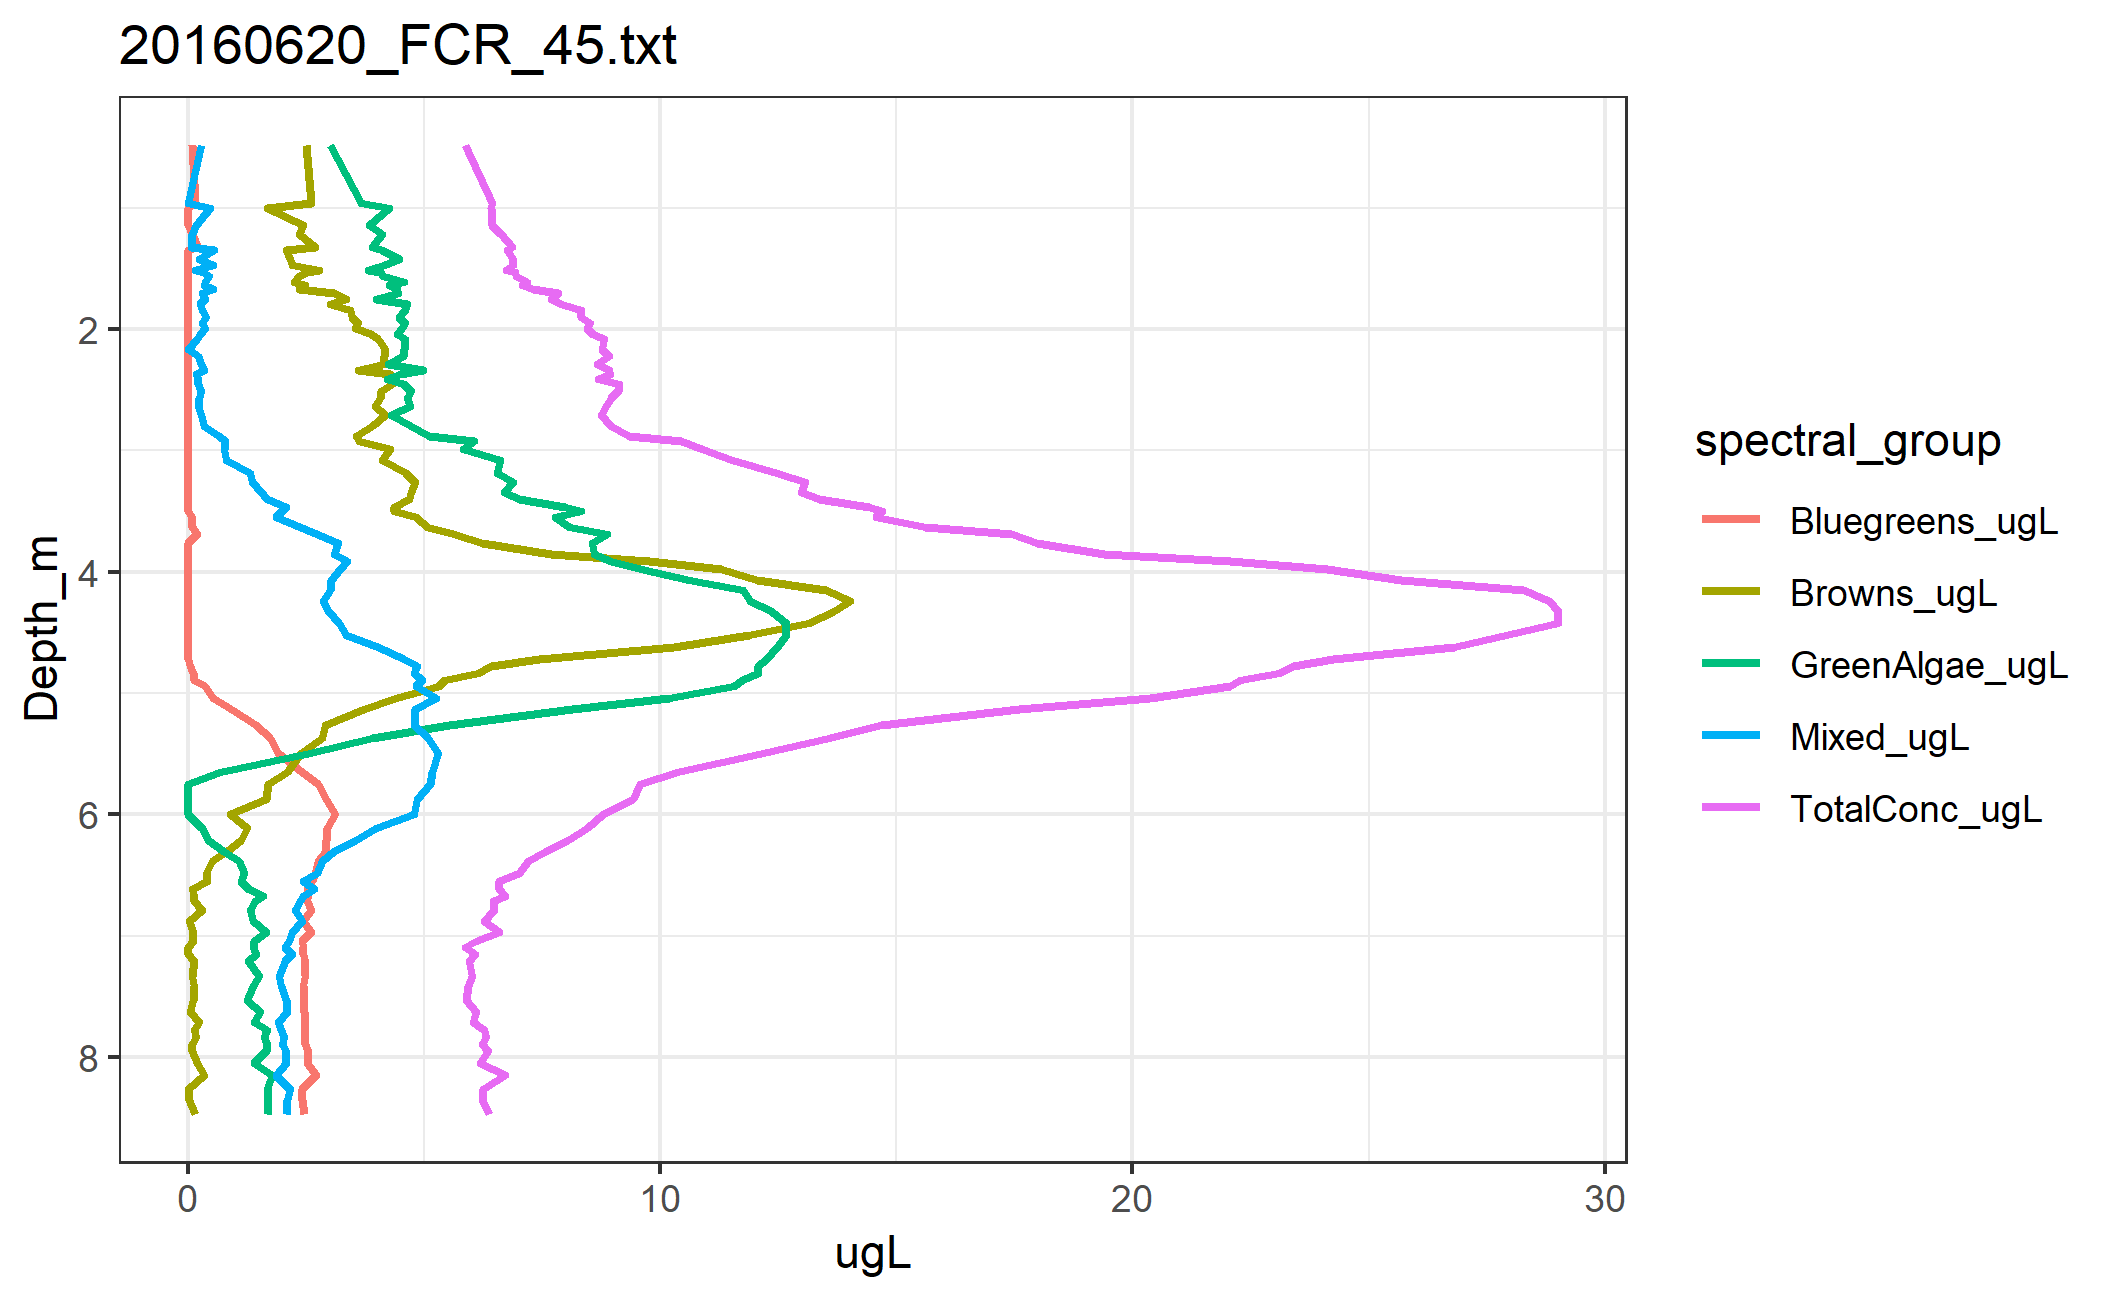 20160620_FCR_45.txt
Depth_m
2
4
6
8
0 10 20 30
ugL
spectral_group
Bluegreens_ugL
Browns_ugL
GreenAlgae_ugL
Mixed_ugL
TotalConc_ugL